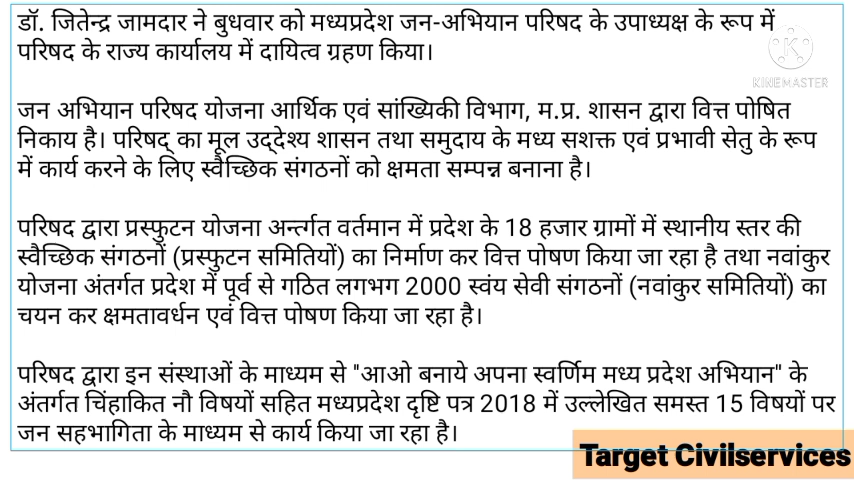 डॉ. जितेन्द्र जामदार ने बुधवार को मध्यप्रदेश जन-अभियान परिषद के उपाध्यक्ष के रूप में
परिषद के राज्य कार्यालय में दायित्व ग्रहण किया।
KINEMASTER
जन अभियान परिषद योजना आर्थिक एवं सांख्यिकी विभाग, म.प्र. शासन द्वारा वित्त पोषित
निकाय है। परिषद् का मूल उद्देश्य शासन तथा समुदाय के मध्य सशक्त एवं प्रभावी सेतु के रूप
में कार्य करने के लिए स्वैच्छिक संगठनों को क्षमता सम्पन्न बनाना है।
परिषद द्वारा प्रस्फुटन योजना अन्तर्गत वर्तमान में प्रदेश के 18 हजार ग्रामों में स्थानीय स्तर की
स्वैच्छिक संगठनों (प्रस्फुटन समितियों) का निर्माण कर वित्त पोषण किया जा रहा है तथा नवांकुर
योजना अंतर्गत प्रदेश में पूर्व से गठित लगभग 2000 स्वंय सेवी संगठनों (नवांकुर समितियों) का
चयन कर क्षमतावर्धन एवं वित्त पोषण किया जा रहा है।
परिषद द्वारा इन संस्थाओं के माध्यम से "आओ बनाये अपना स्वर्णिम मध्य प्रदेश अभियान" के
अंतर्गत चिंहाकित नौ विषयों सहित मध्यप्रदेश दृष्टि पत्र 2018 में उल्लेखित समस्त 15 विषयों पर
जन सहभागिता के माध्यम से कार्य किया जा रहा है।
Target Civilservices